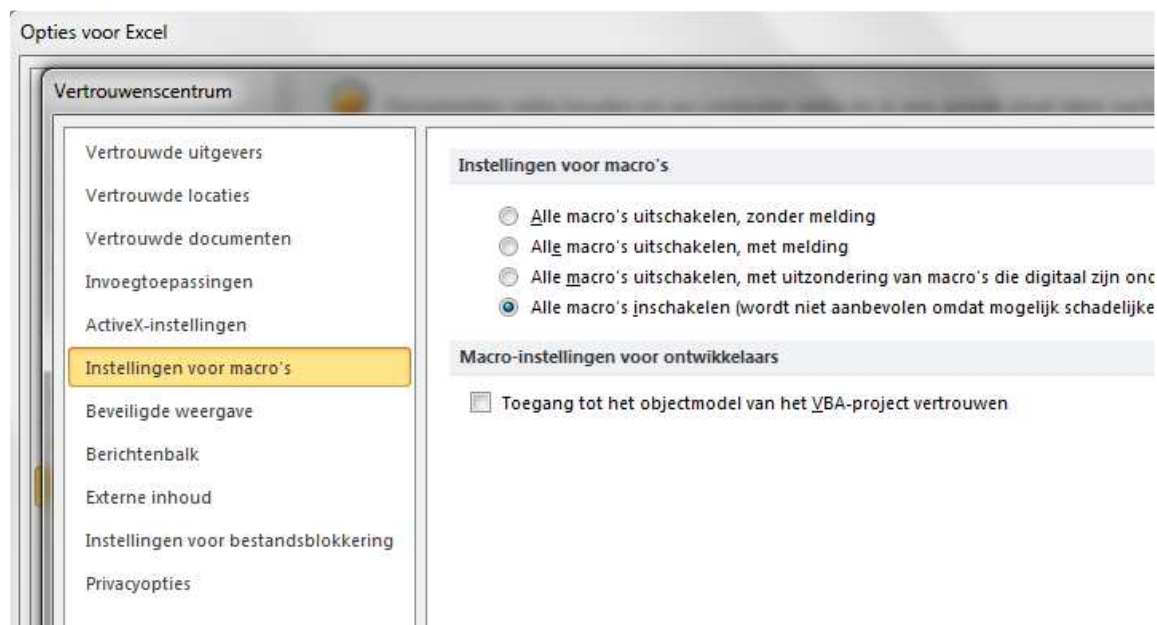 Opties voor Excel
Vertrouwenscentrum
Vertrouwde uitgevers
Vertrouwde locaties
Vertrouwde documenten
Invoegtoepassingen
ActiveX-instellingen
Instellingen voor macro's
Beveiligde weergave
Berichtenbalk
Externe inhoud
Instellingen voor bestandsblokkering
Privacyopties
Instellingen voor macro's
Alle macro's uitschakelen, zonder melding
Alle macro's uitschakelen, met melding
Alle macro's uitschakelen, met uitzondering van macro's die digitaal zijn
Alle macro's inschakelen (wordt niet aanbevolen omdat mogelijk schadelijke
Macro-instellingen voor ontwikkelaars
Toegang tot het objectmodel van het VBA-project vertrouwen